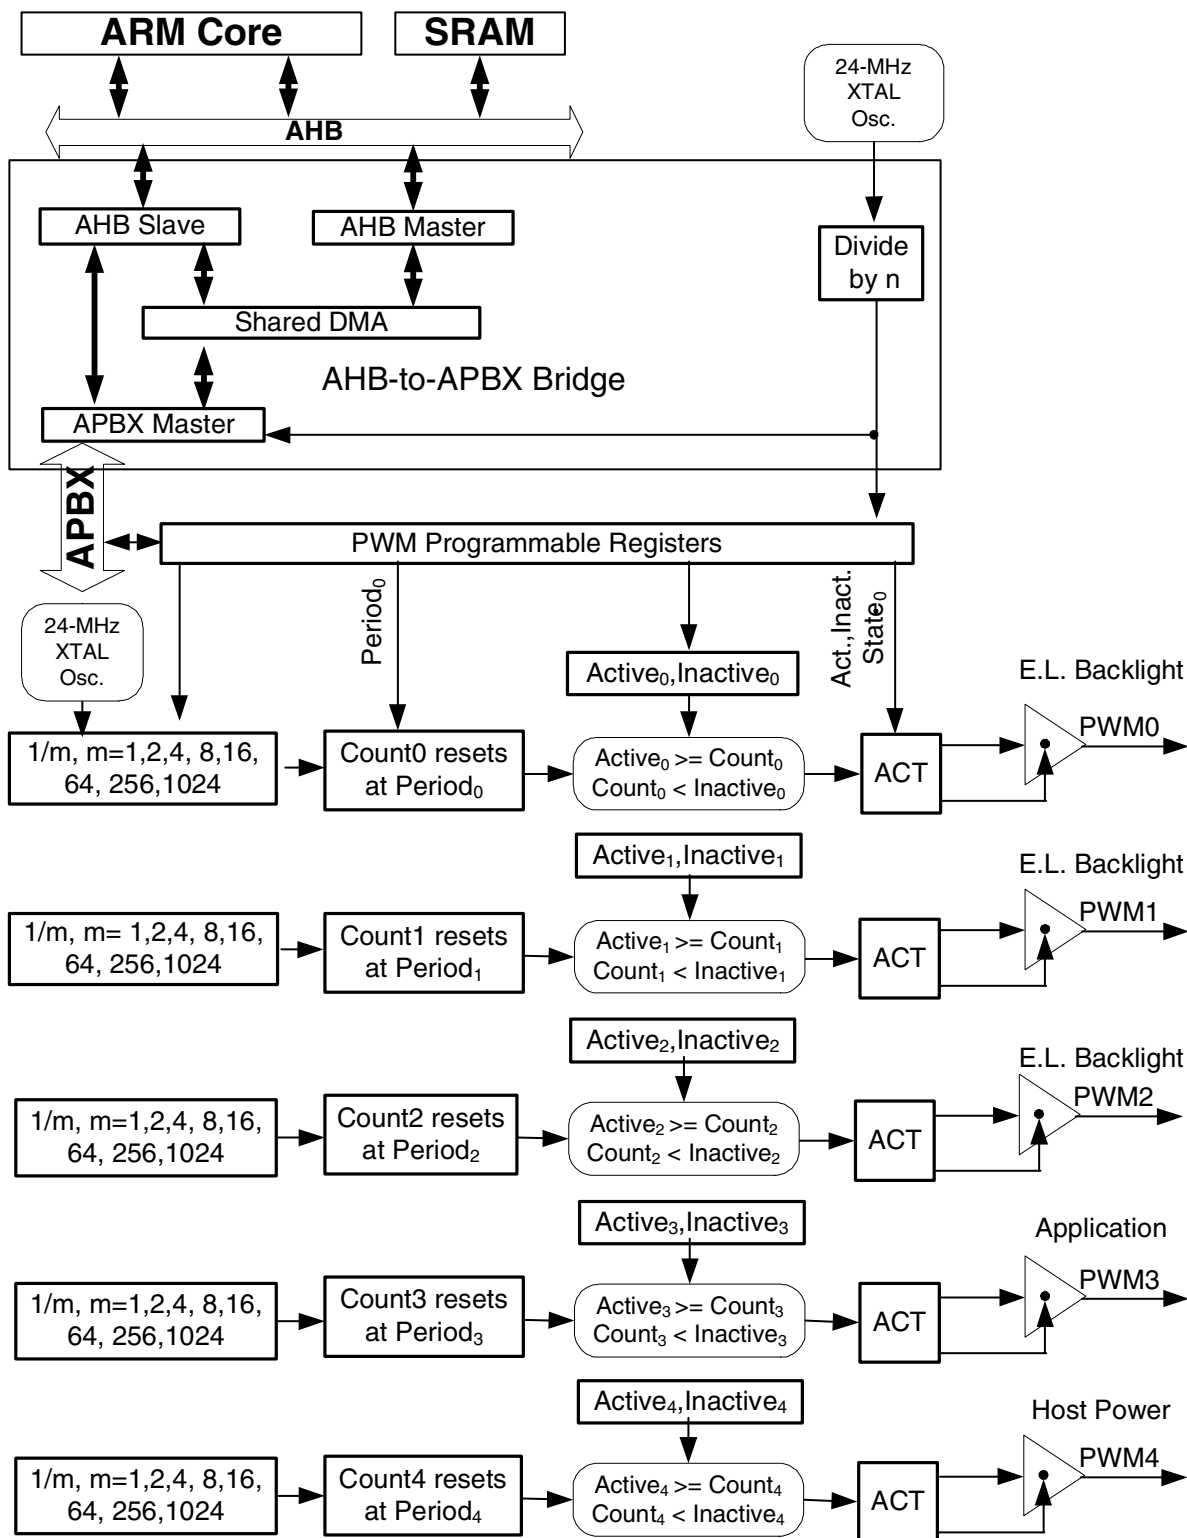 ARM Core
SRAM
24-MHz
XTAL
Osc.
AHB
AHB Slave
AHB Master
Divide
by n
Shared DMA
AHB-to-APBX Bridge
APBX Master
APBX
PWM Programmable Registers
Period0
Act.,Inact.
State0
24-MHz
XTAL
Osc.
Active0,Inactive0
E.L. Backlight
1/m, m=1,2,4, 8,16,
64, 256,1024
Count0 resets
at Period0
Active0 >= Count0
Count0 < Inactive0
ACT
PWM0
Active1,Inactive1
E.L. Backlight
1/m, m= 1,2,4, 8,16,
64, 256,1024
Count1 resets
at Period1
Active1 >= Count1
Count1 < Inactive1
ACT
PWM1
Active2,Inactive2
E.L. Backlight
1/m, m=1,2,4, 8,16,
64, 256,1024
Count2 resets
at Period2
Active2 >= Count2
Count2 < Inactive2
ACT
PWM2
Active3,Inactive3
Application
1/m, m=1,2,4, 8,16,
64, 256,1024
Count3 resets
at Period3
Active3 >= Count3
Count3 < Inactive3
ACT
PWM3
Active4,Inactive4
Host Power
1/m, m=1,2,4, 8,16,
64, 256,1024
Count4 resets
at Period4
Active4 >= Count4
Count4 < Inactive4
ACT
PWM4